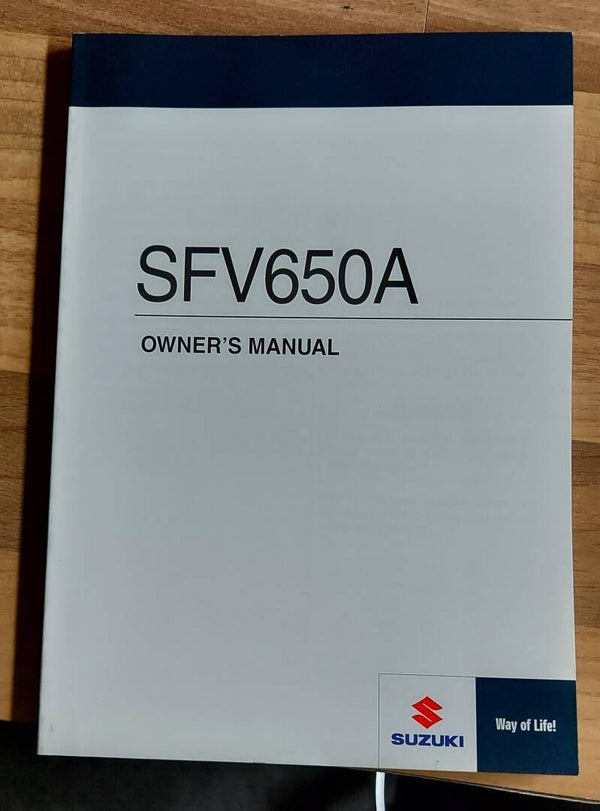 SFV650A
OWNER'S MANUAL
SUZUKI
Way of Life!